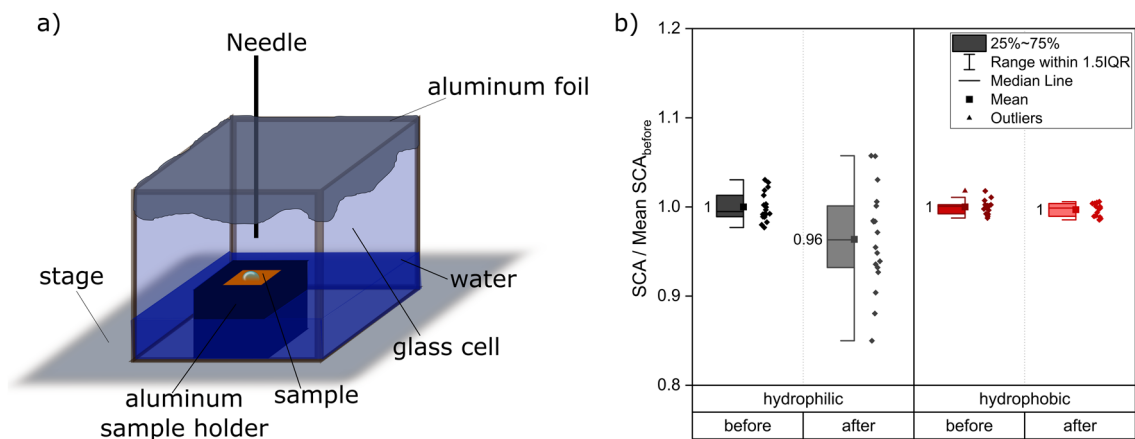 a)
Needle
aluminum foil
stage
water
glass cell
aluminum
sample holder
sample
b)
SCA / Mean SCAbefore
1.2
1.1
1.0
0.9
0.8
25%~75%
Range within 1.5IQR
Median Line
Mean
Outliers
1
0.96
1
1
hydrophilic
hydrophobic
before
after
before
after